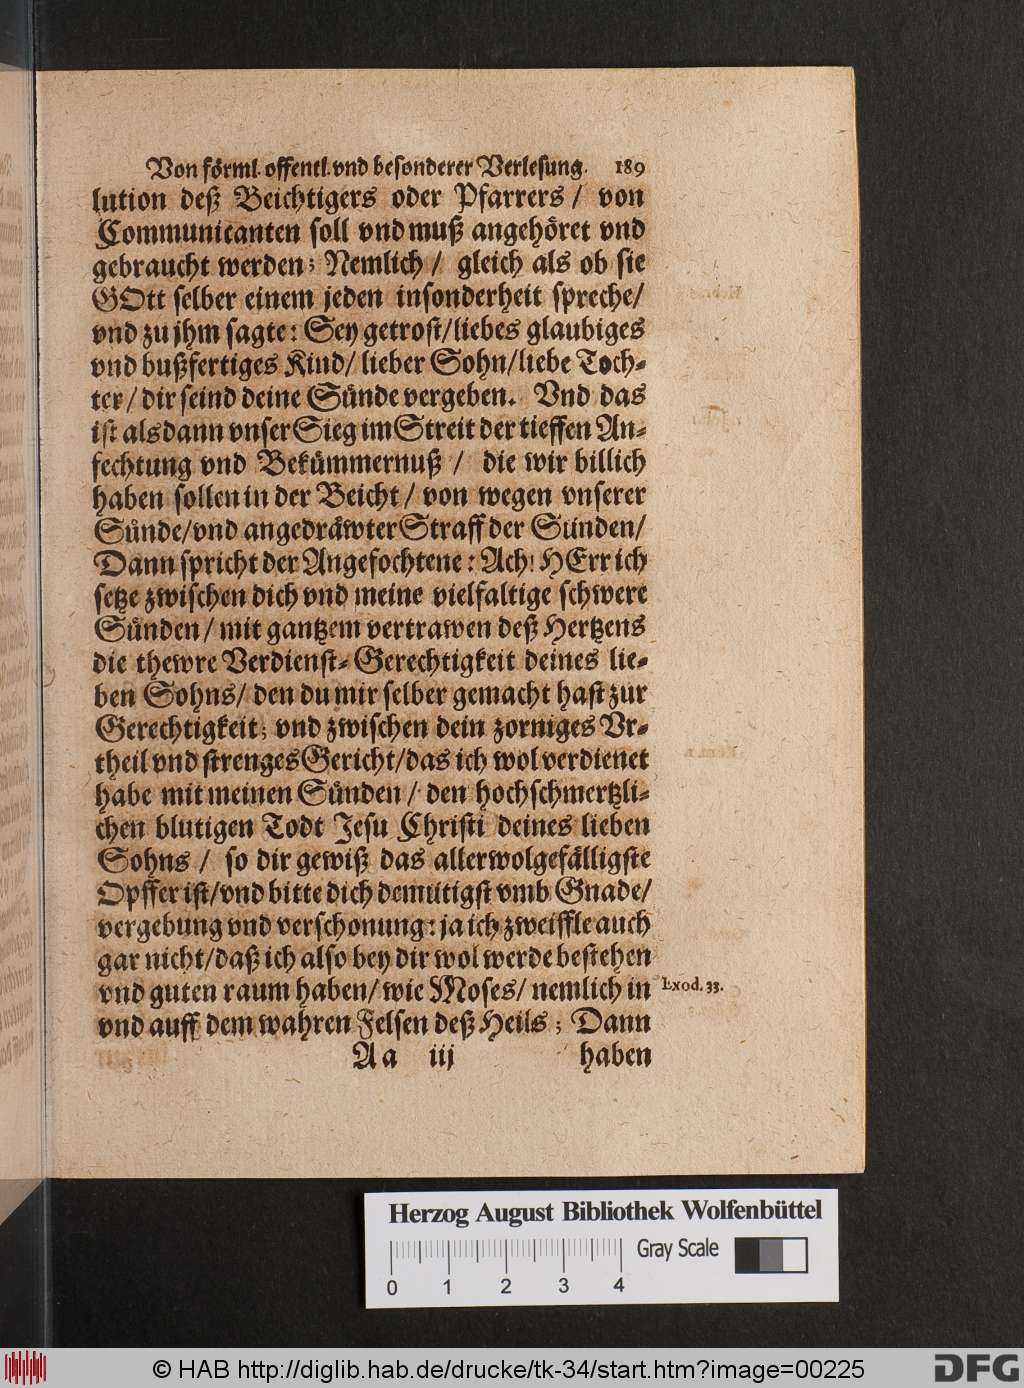 Von förml. offentl. vnd besonderer Verlesung. 189
lution deß Beichtigers oder Pfarrers / von
Communicanten soll vnd muß angehöret vnd
gebraucht werden; Nemlich / gleich als ob sie
GOtt selber einem jeden insonderheit spreche/
vnd zu jhm sagte: Sey getrost/liebes glaubiges
vnd bußfertiges Kind/ lieber Sohn/liebe Toch-
ter/ dir seind deine Sünde vergeben. Vnd das
ist alsdann vnser Sieg im Streit der tieffen An-
fechtung vnd Bekümmernuß / die wir billich
haben sollen in der Beicht/ von wegen vnserer
Sünde/vnd angedräwter Straff der Sünden/
Dann spricht der Angefochtene: Ach! HErr ich
setze zwischen dich vnd meine vielfaltige schwere
Sünden/ mit gantzem vertrawen deß Hertzens
die thewre Verdienst-Gerechtigkeit deines lie-
ben Sohns/ den du mir selber gemacht hast zur
Gerechtigkeit; vnd zwischen dein zorniges Vr-
theil vnd strenges Gericht/das ich wol verdienet
habe mit meinen Sünden / den hochschmertzli-
chen blutigen Todt Jesu Christi deines lieben
Sohns / so dir gewiß das allerwolgefälligste
Opffer ist/vnd bitte dich demütigst vmb Gnade/
vergebung vnd verschonung: ja ich zweiffle auch
gar nicht/daß ich also bey dir wol werde bestehen
vnd guten raum haben/ wie Moses/ nemlich in
Exod. 33.
vnd auff dem wahren Felsen deß Heils; Dann
Aa iij haben
Herzog August Bibliothek Wolfenbüttel
Gray Scale
0 1 2 3 4
© HAB http://diglib.hab.de/drucke/tk-34/start.htm?image=00225
DFG